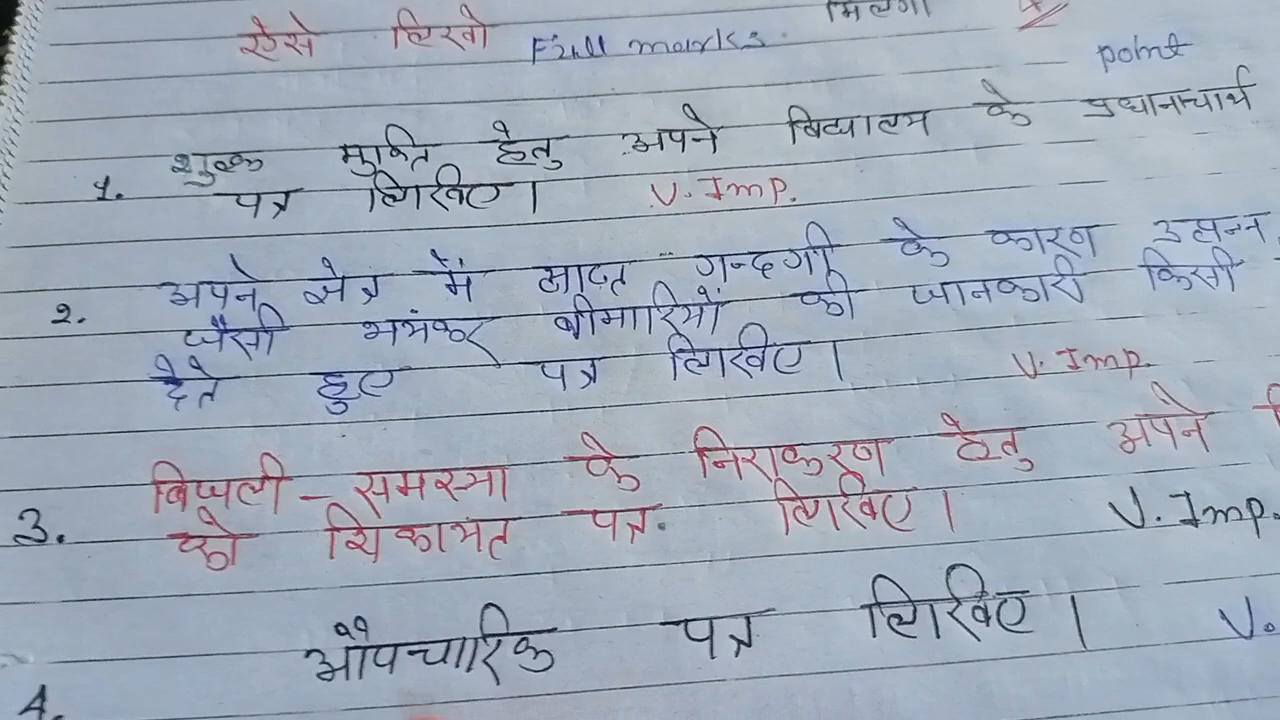 मिलेगा
ऐसे लिखो Full marks. point
1. शुल्क मुक्ति हेतु अपने विद्यालय के प्रधानाचार्य
पत्र लिखिए। V. Imp.
2. अपने क्षेत्र में व्याप्त गन्दगी के कारण उत्पन्न
जैसी भयंकर बीमारियों की जानकारी किसी
देते हुए पत्र लिखिए। V. Imp.
3. बिजली - समस्या के निराकरण हेतु अपने
को शिकायत पत्र. लिखिए। V. Imp.
4. औपचारिक पत्र लिखिए। V.